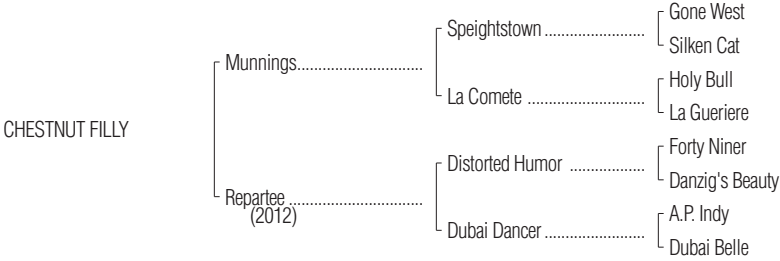 Gone West
Speightstown
Silken Cat
Munnings
Holy Bull
La Comete
La Gueriere
CHESTNUT FILLY
Forty Niner
Distorted Humor
Danzig's Beauty
Repartee
(2012)
A.P. Indy
Dubai Dancer
Dubai Belle